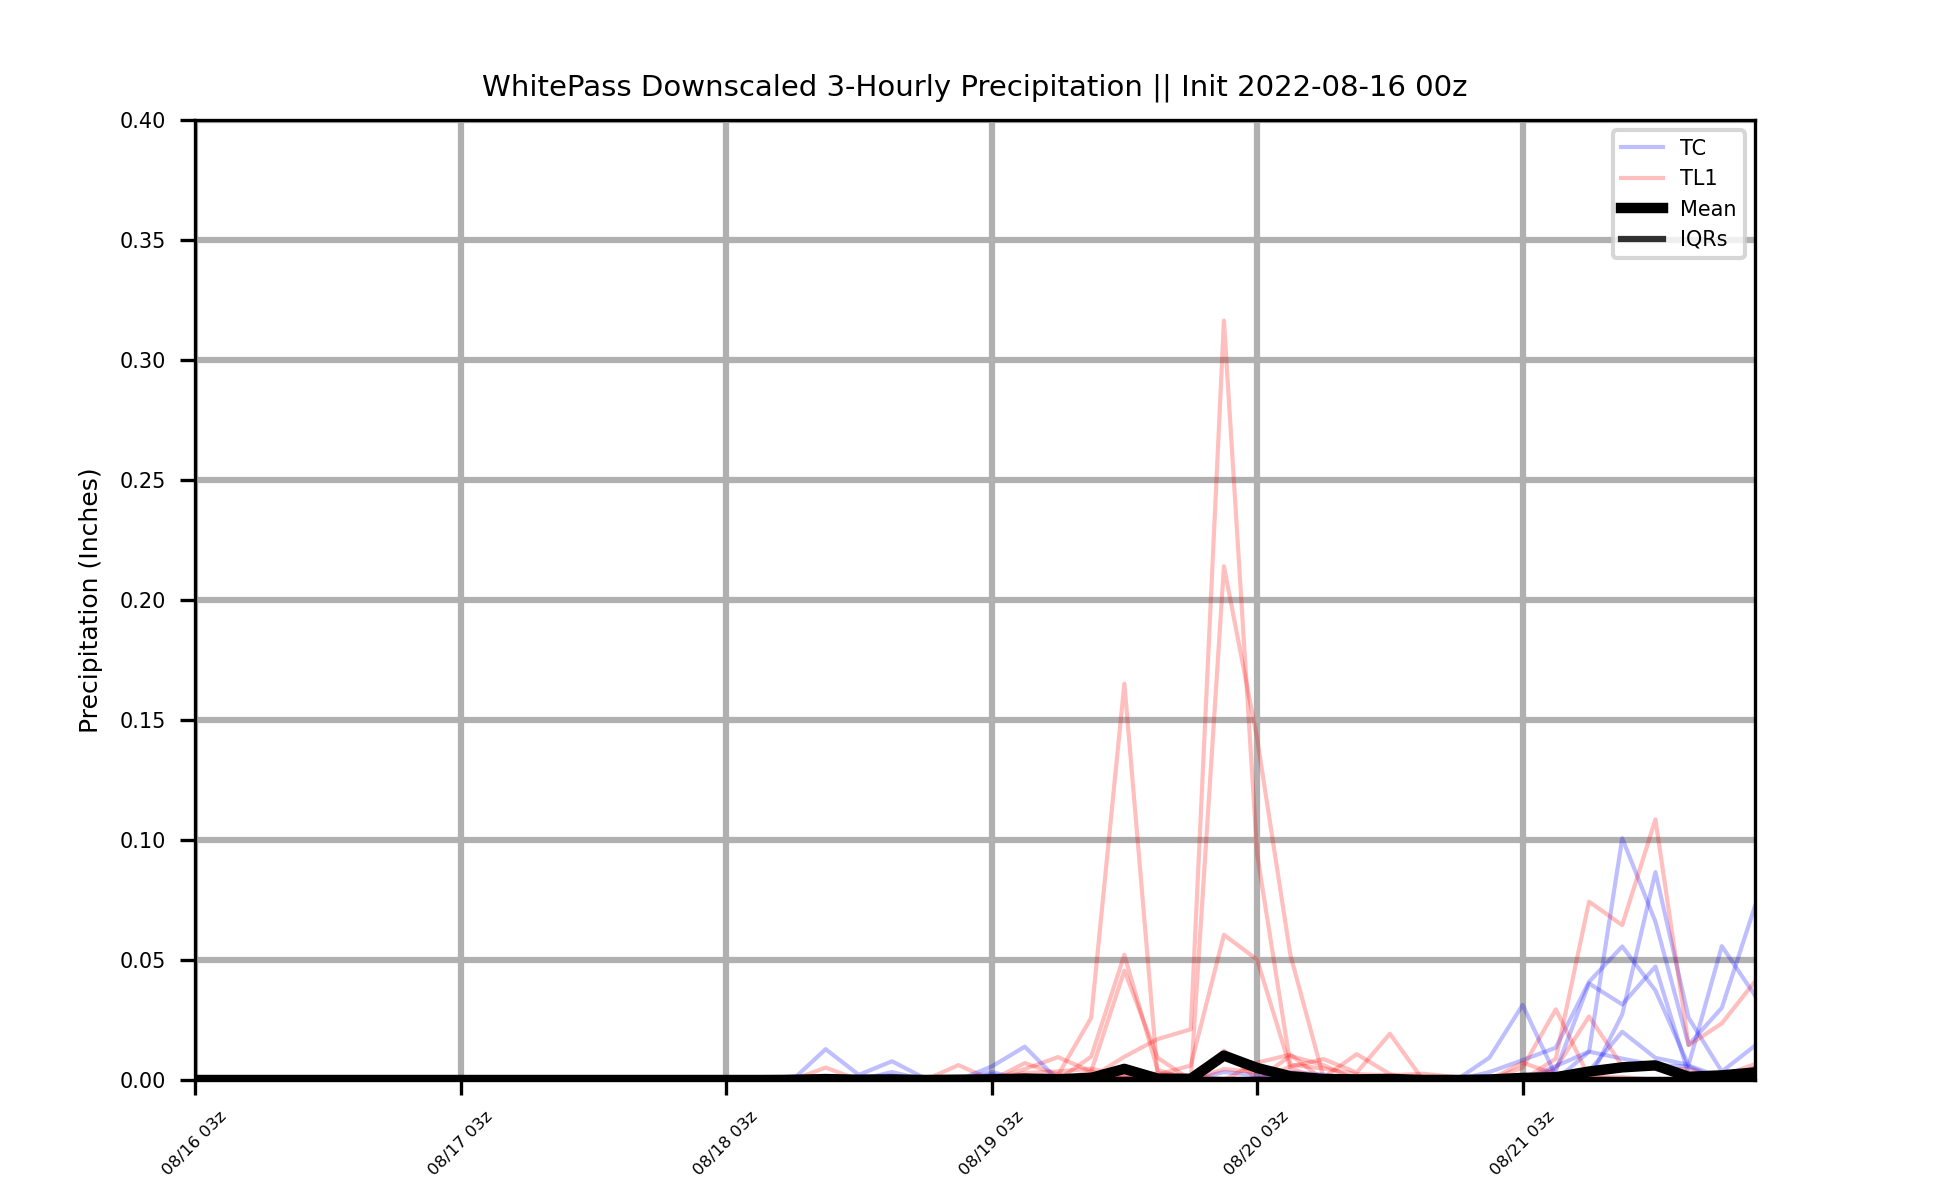 WhitePass Downscaled 3-Hourly Precipitation || Init 2022-08-16 00z
Precipitation (Inches)
0.40
0.35
0.30
0.25
0.20
0.15
0.10
0.05
0.00
TC
TL1
Mean
IQRs
08/16 03z
08/17 03z
08/18 03z
08/19 03z
08/20 03z
08/21 03z